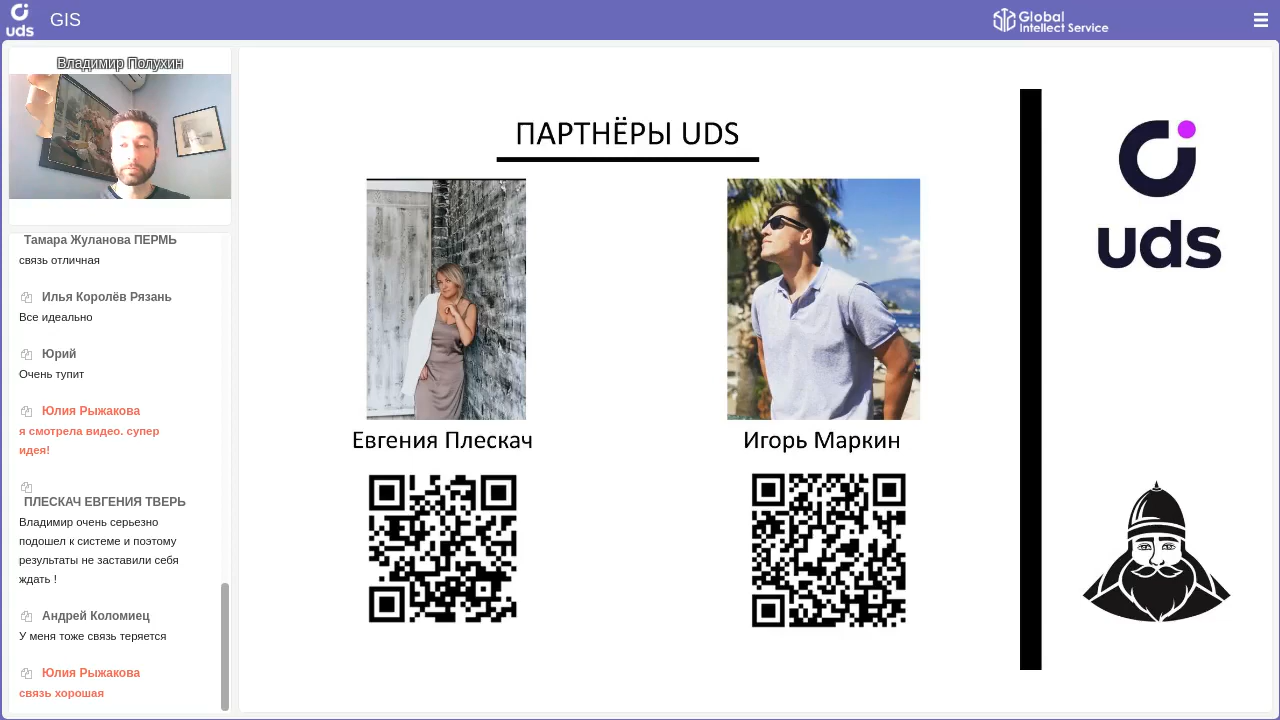 uds
GIS
Global
Intellect Service
Владимир Полухин
Тамара Жуланова ПЕРМЬ
связь отличная
Илья Королёв Рязань
Все идеально
Юрий
Очень тупит
Юлия Рыжакова
я смотрела видео. супер
идея!
ПЛЕСКАЧ ЕВГЕНИЯ ТВЕРЬ
Владимир очень серьезно
подошел к системе и поэтому
результаты не заставили себя
ждать !
Андрей Коломиец
У меня тоже связь теряется
Юлия Рыжакова
связь хорошая
ПАРТНЁРЫ UDS
Евгения Плескач
Игорь Маркин
uds